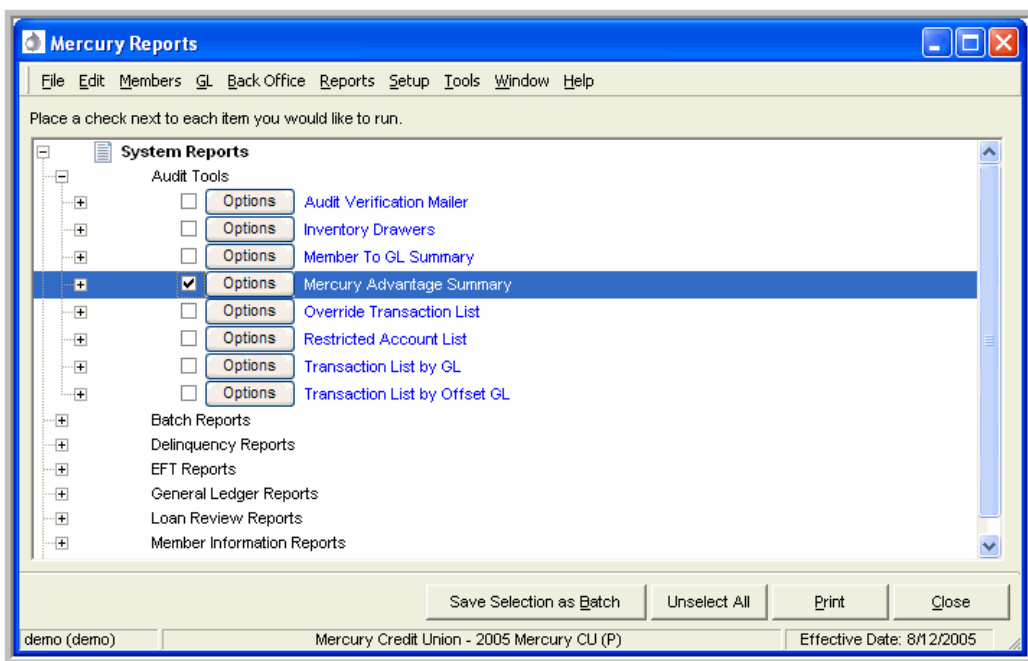 Mercury Reports
File Edit Members GL Back Office Reports Setup Tools Window Help
Place a check next to each item you would like to run.
System Reports
Audit Tools
Options Audit Verification Mailer
Options Inventory Drawers
Options Member To GL Summary
Options Mercury Advantage Summary
Options Override Transaction List
Options Restricted Account List
Options Transaction List by GL
Options Transaction List by Offset GL
Batch Reports
Delinquency Reports
EFT Reports
General Ledger Reports
Loan Review Reports
Member Information Reports
Save Selection as Batch Unselect All Print Close
demo (demo) Mercury Credit Union - 2005 Mercury CU (P) Effective Date: 8/12/2005